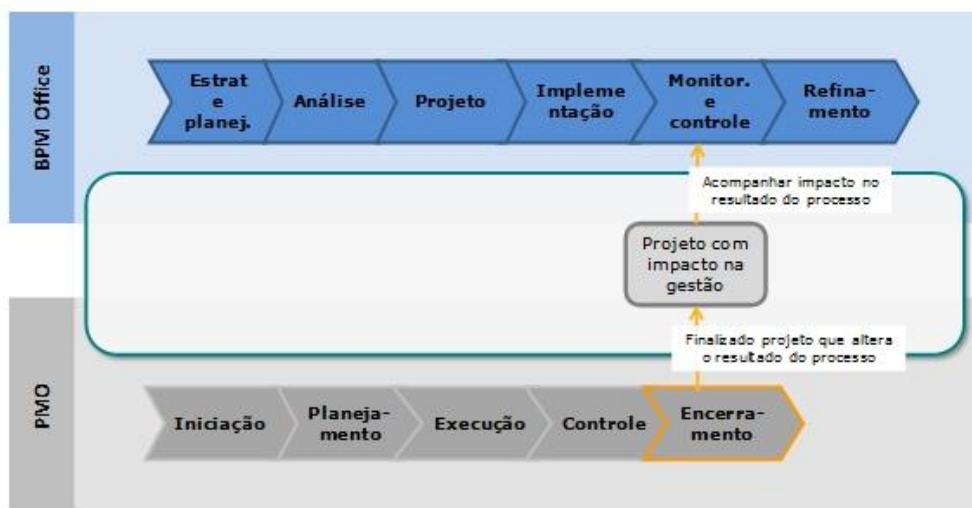 BPM Office
Estrat
e
planej.
Análise
Projeto
Impleme
ntação
Monitor.
e
controle
Refina-
mento
Acompanhar impacto no
resultado do processo
Projeto com
impacto na
gestão
Finalizado projeto que altera
o resultado do processo
PMO
Iniciação
Planeja-
mento
Execução
Controle
Encerra-
mento